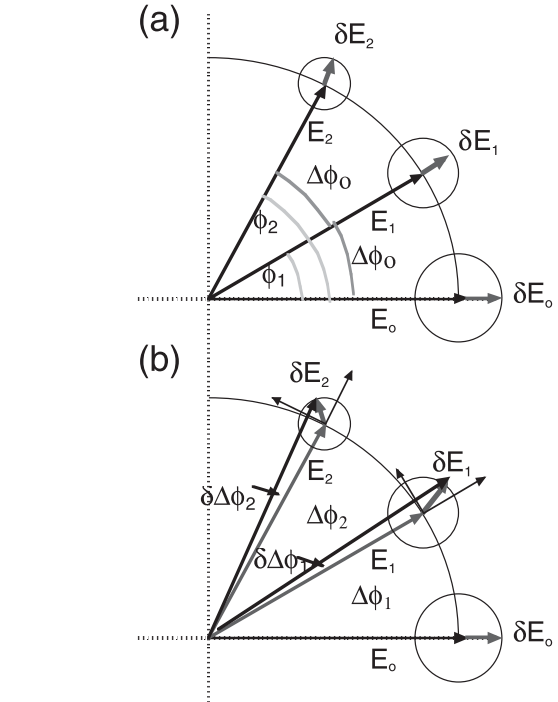 (a)
δE₂
E₂
Δϕ₀
δE₁
ϕ₂
E₁
Δϕ₀
ϕ₁
δE₀
E₀
(b)
δE₂
E₂
δE₁
δΔϕ₂
Δϕ₂
δΔϕ₁
E₁
Δϕ₁
δE₀
E₀